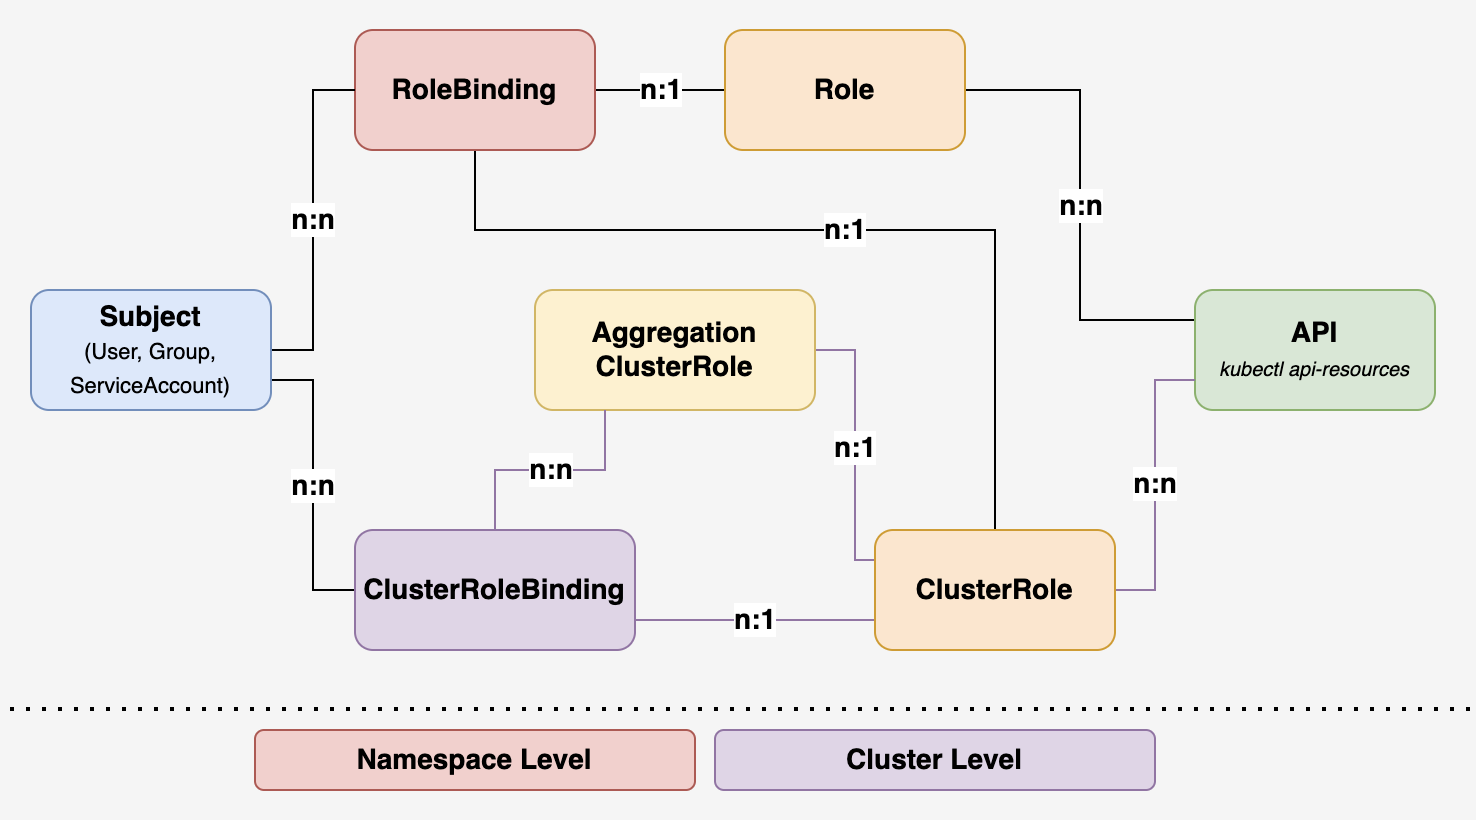 RoleBinding
n:1
Role
n:n
n:n
n:1
Subject
(User, Group,
ServiceAccount)
Aggregation
ClusterRole
API
kubectl api-resources
n:1
n:n
n:n
n:n
ClusterRoleBinding
n:1
ClusterRole
Namespace Level
Cluster Level